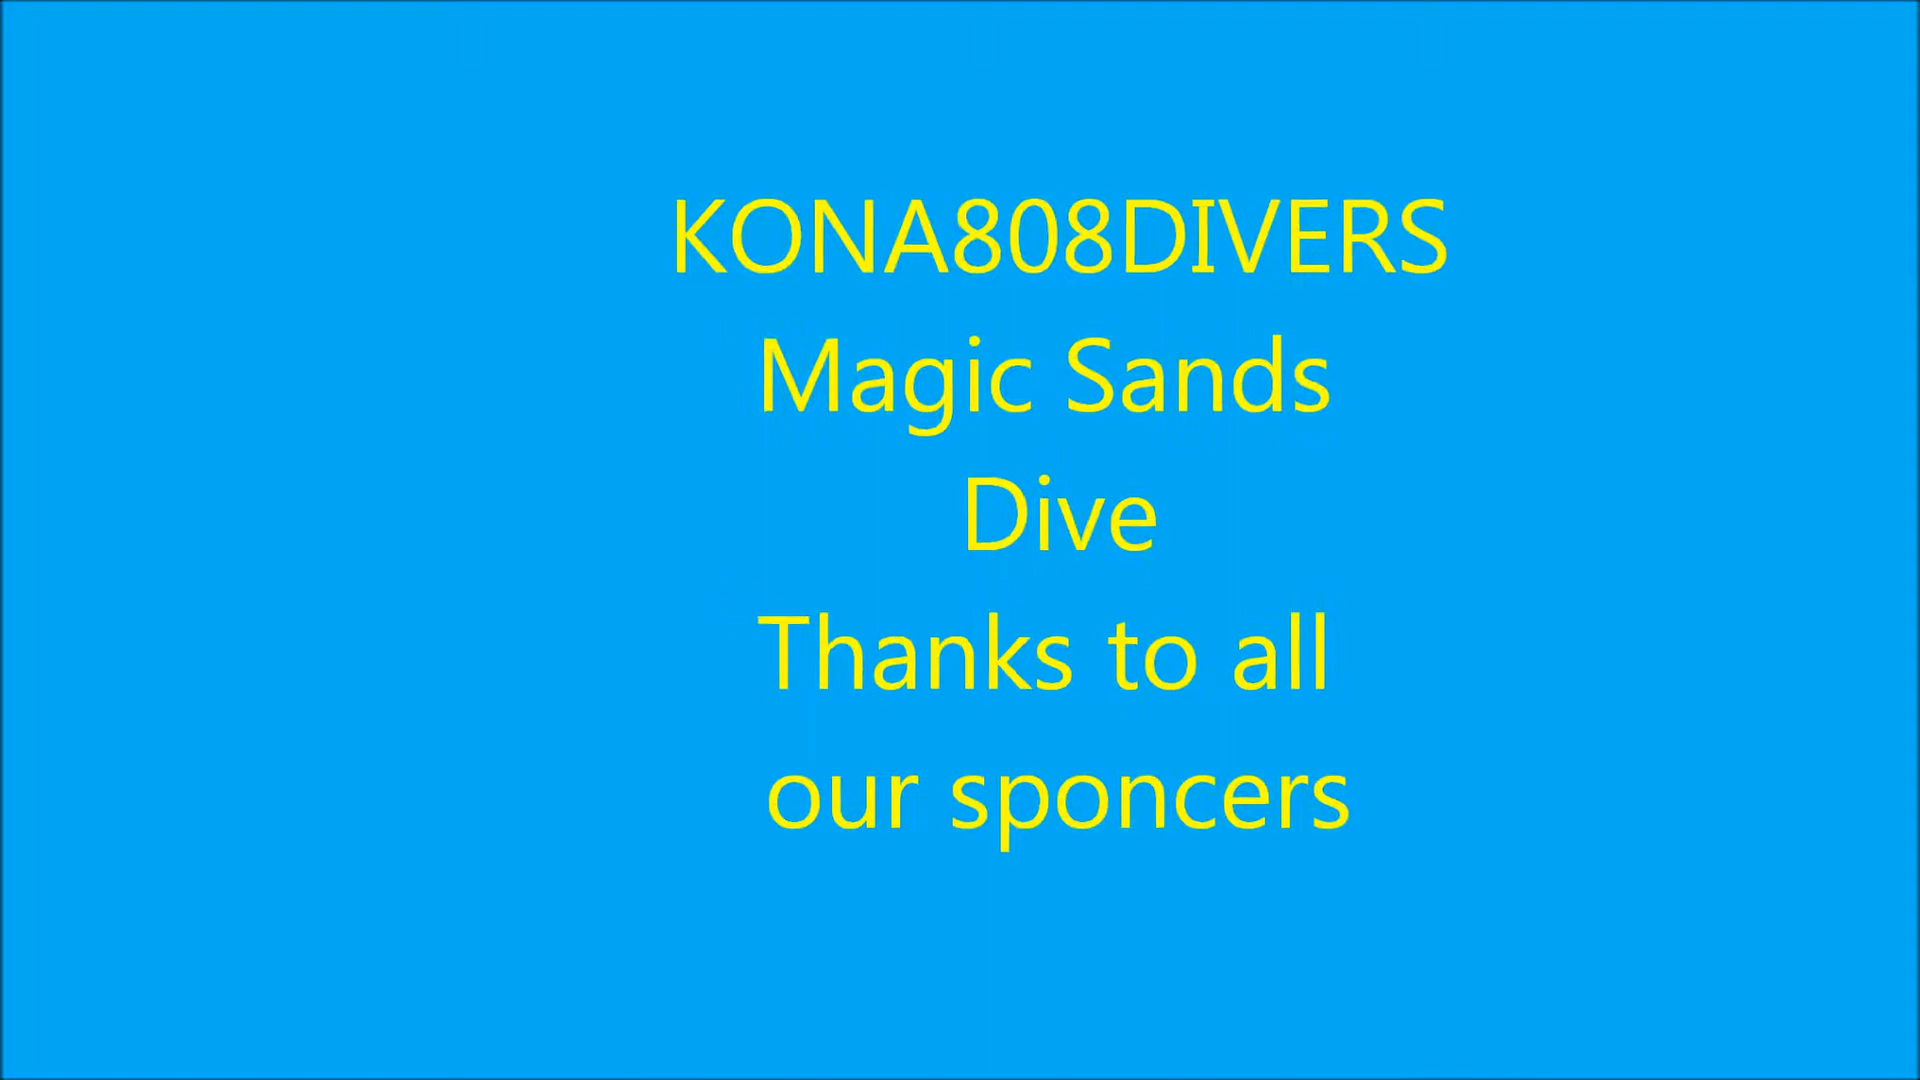 KONA808DIVERS
Magic Sands
Dive
Thanks to all
our sponcers